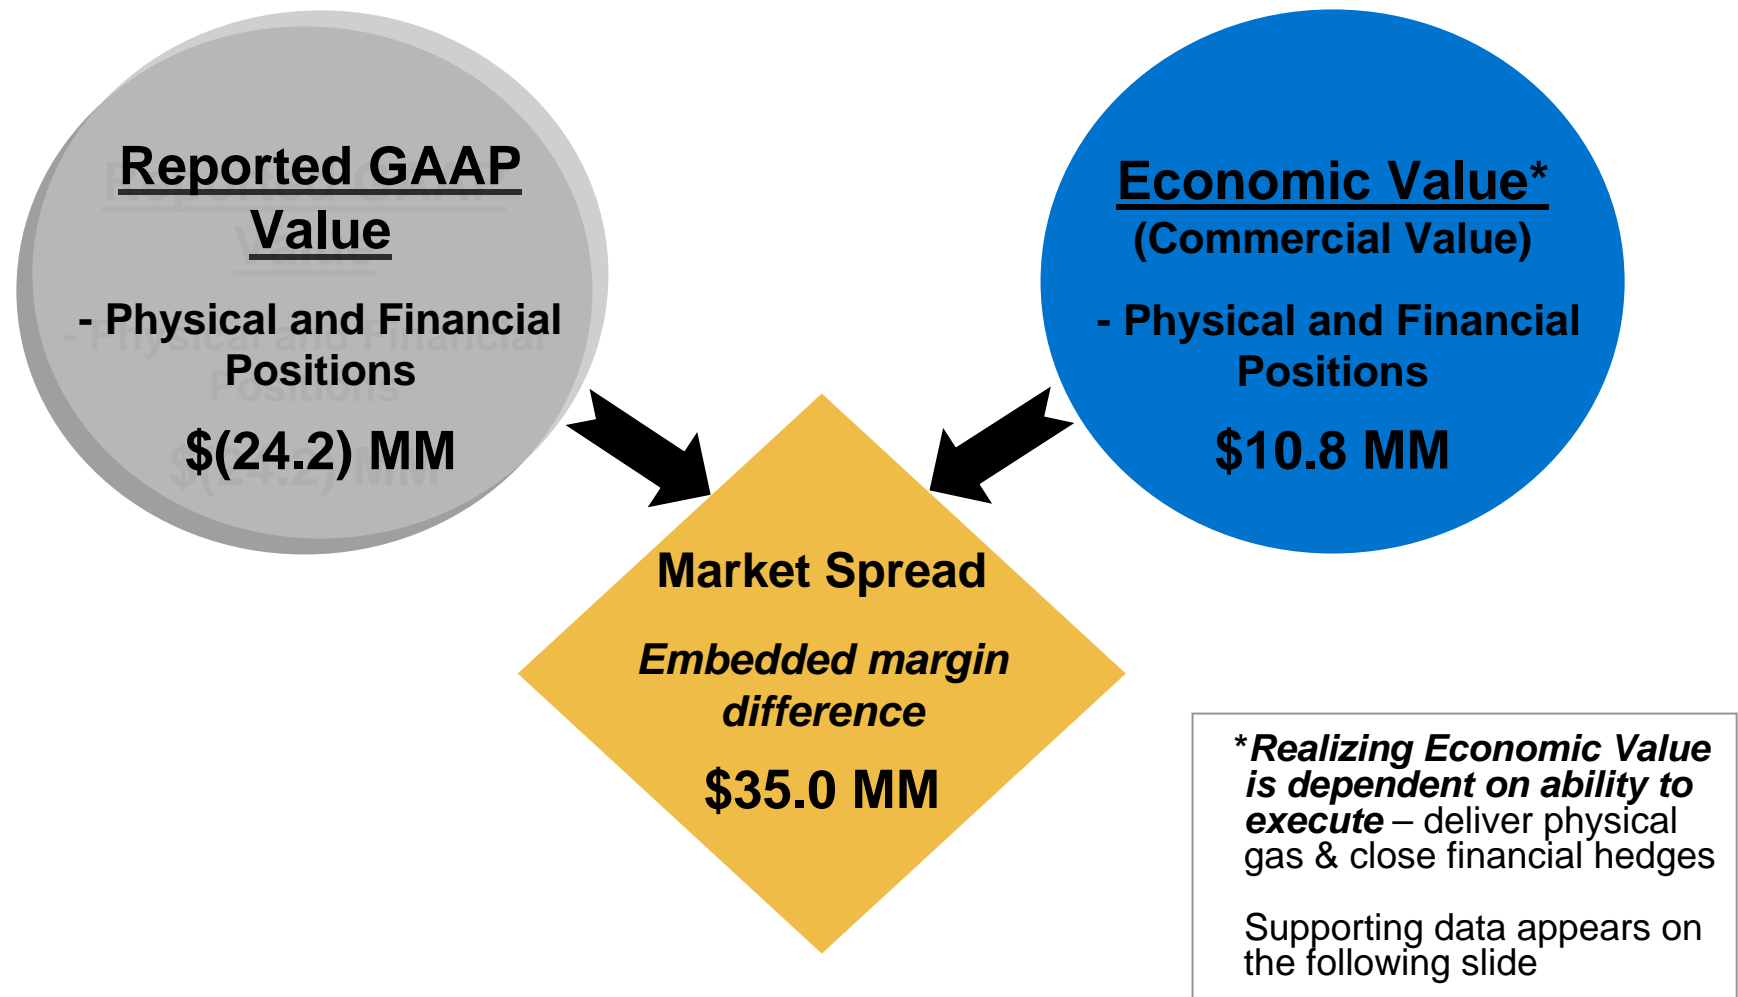 Reported GAAP
Value
- Physical and Financial
Positions
$(24.2) MM
Economic Value*
(Commercial Value)
- Physical and Financial
Positions
$10.8 MM
Market Spread
Embedded margin
difference
$35.0 MM
*Realizing Economic Value
is dependent on ability to
execute – deliver physical
gas & close financial hedges
Supporting data appears on
the following slide